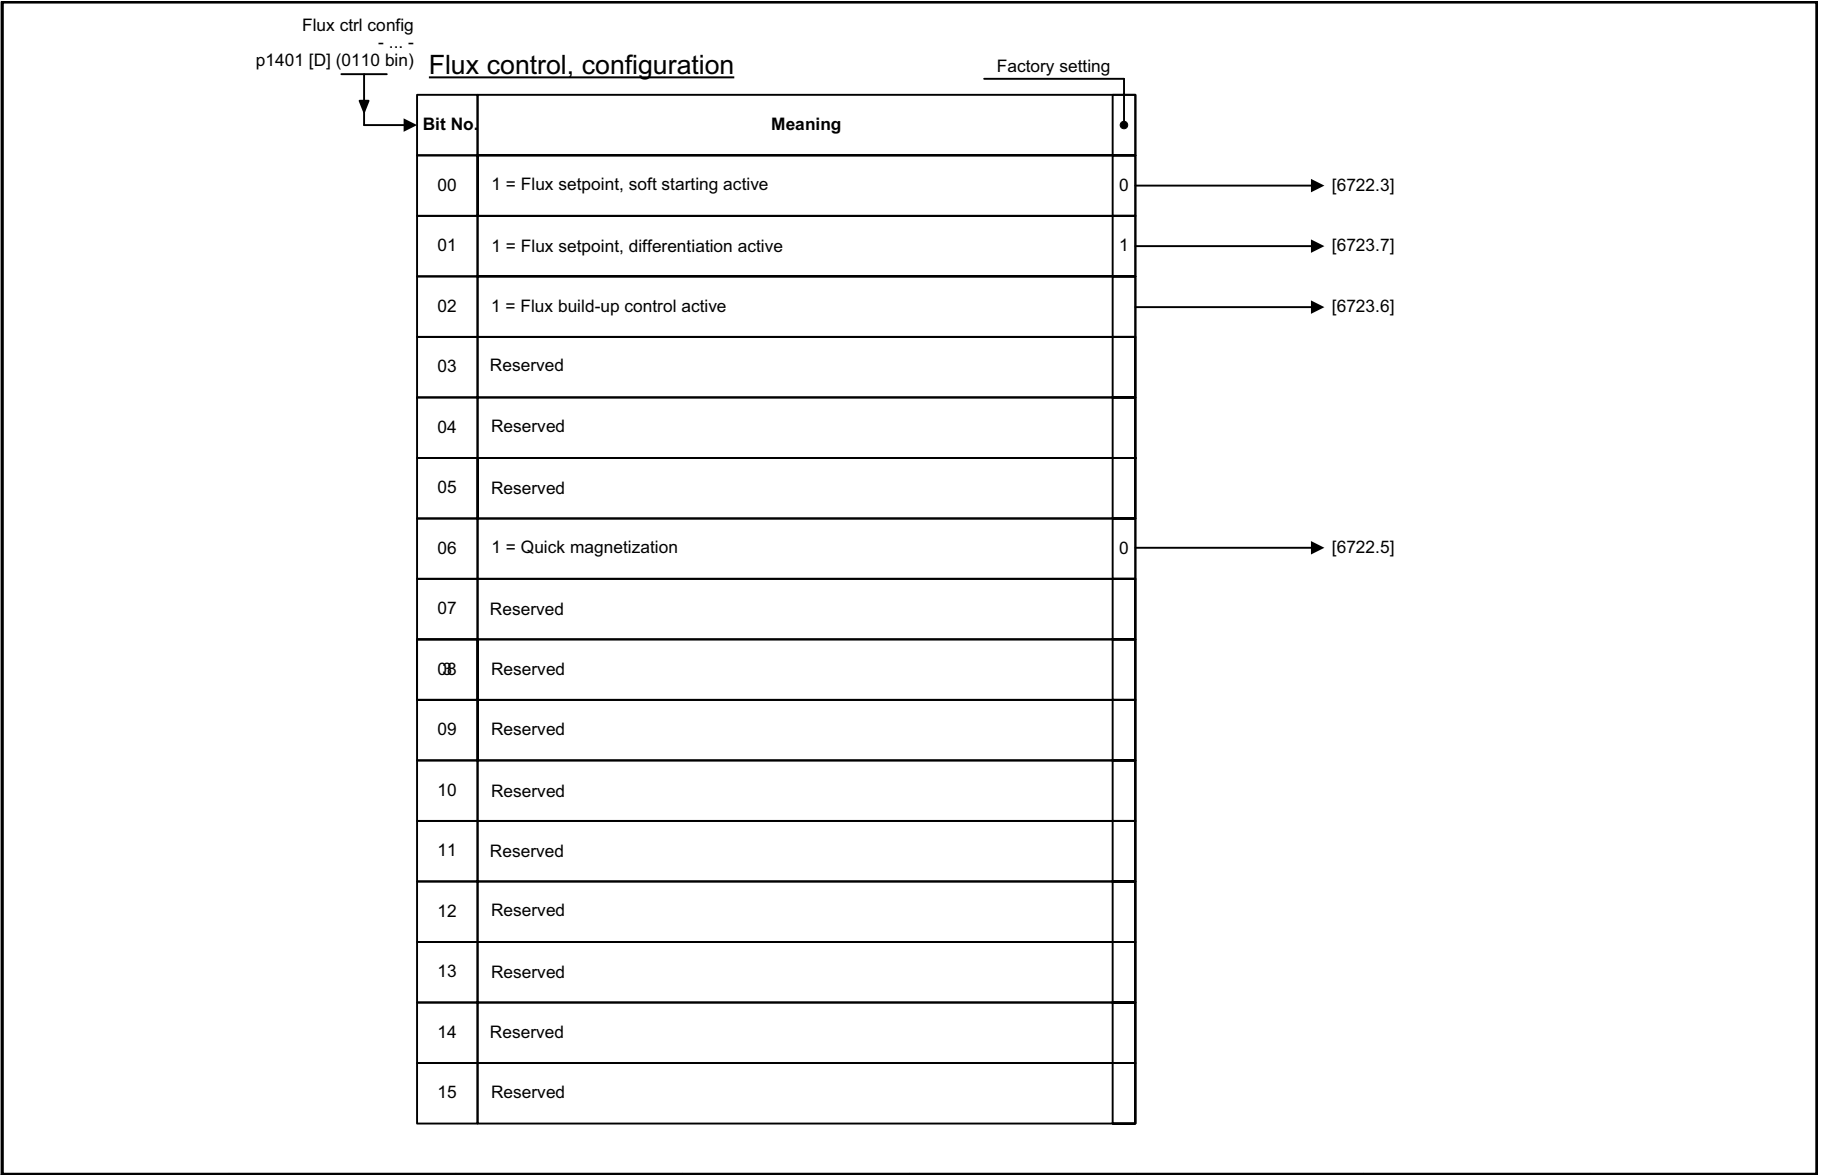 Flux ctrl config
- ... -
p1401 [D] (0110 bin)
Flux control, configuration
Factory setting
Bit No. Meaning
00 1 = Flux setpoint, soft starting active 0 [6722.3]
01 1 = Flux setpoint, differentiation active 1 [6723.7]
02 1 = Flux build-up control active [6723.6]
03 Reserved
04 Reserved
05 Reserved
06 1 = Quick magnetization 0 [6722.5]
07 Reserved
Reserved
09 Reserved
10 Reserved
11 Reserved
12 Reserved
13 Reserved
14 Reserved
15 Reserved